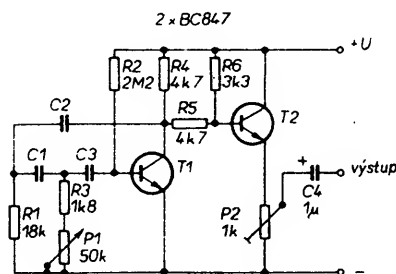 2 x BC847
+U
R2
2M2
R4
4k7
R6
3k3
C2
R5
4k7
T2
C1
C3
T1
R3
1k8
R1
18k
P1
50k
P2
1k
+
C4
1µ
výstup
–